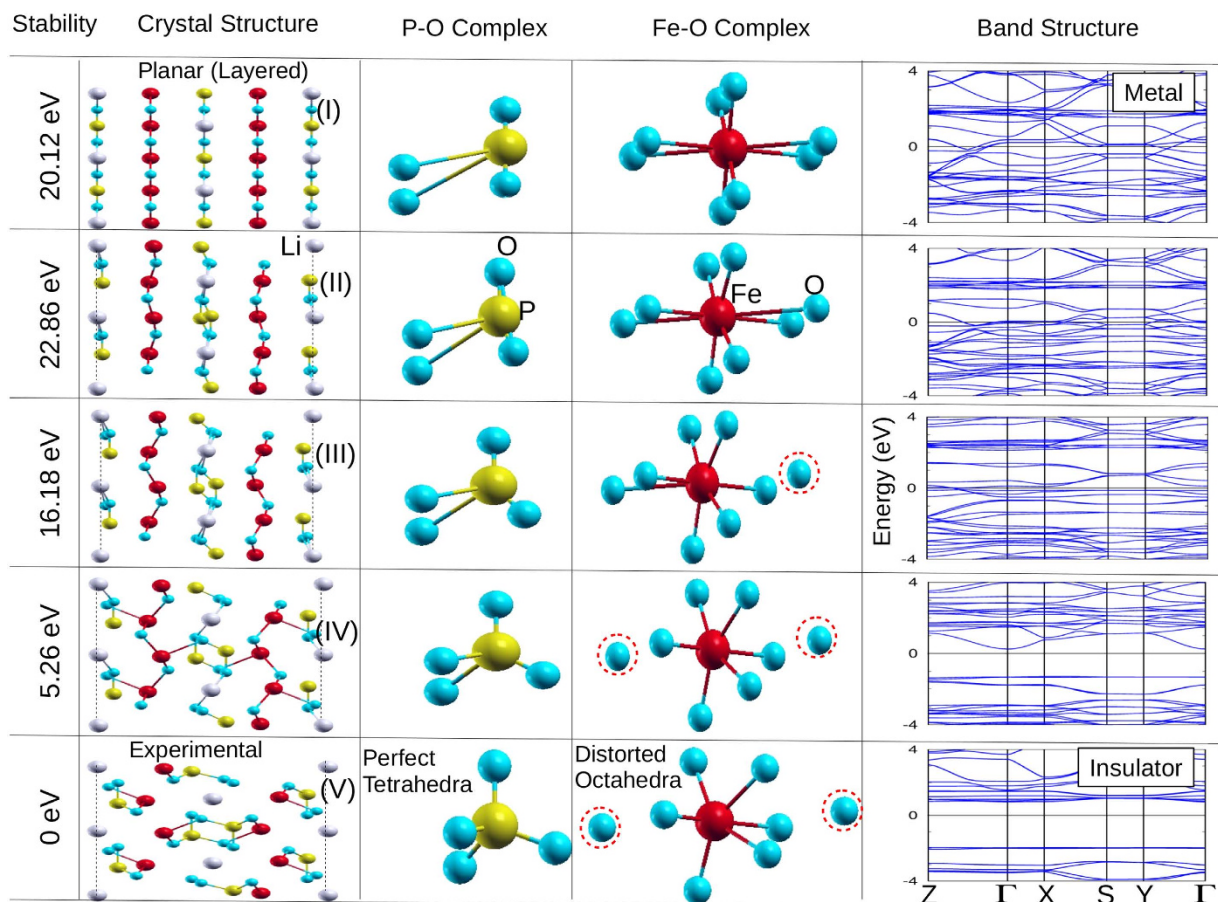 Stability Crystal Structure P-O Complex Fe-O Complex Band Structure
20.12 eV
Planar (Layered)
(I)
4
0
-4
Metal
22.86 eV
Li
(II)
O
P
Fe
O
4
0
-4
16.18 eV
(III)
Energy (eV)
4
0
-4
5.26 eV
(IV)
4
0
-4
0 eV
Experimental
(V)
Perfect
Tetrahedra
Distorted
Octahedra
4
0
-4
Insulator
Z Γ X S Y Γ